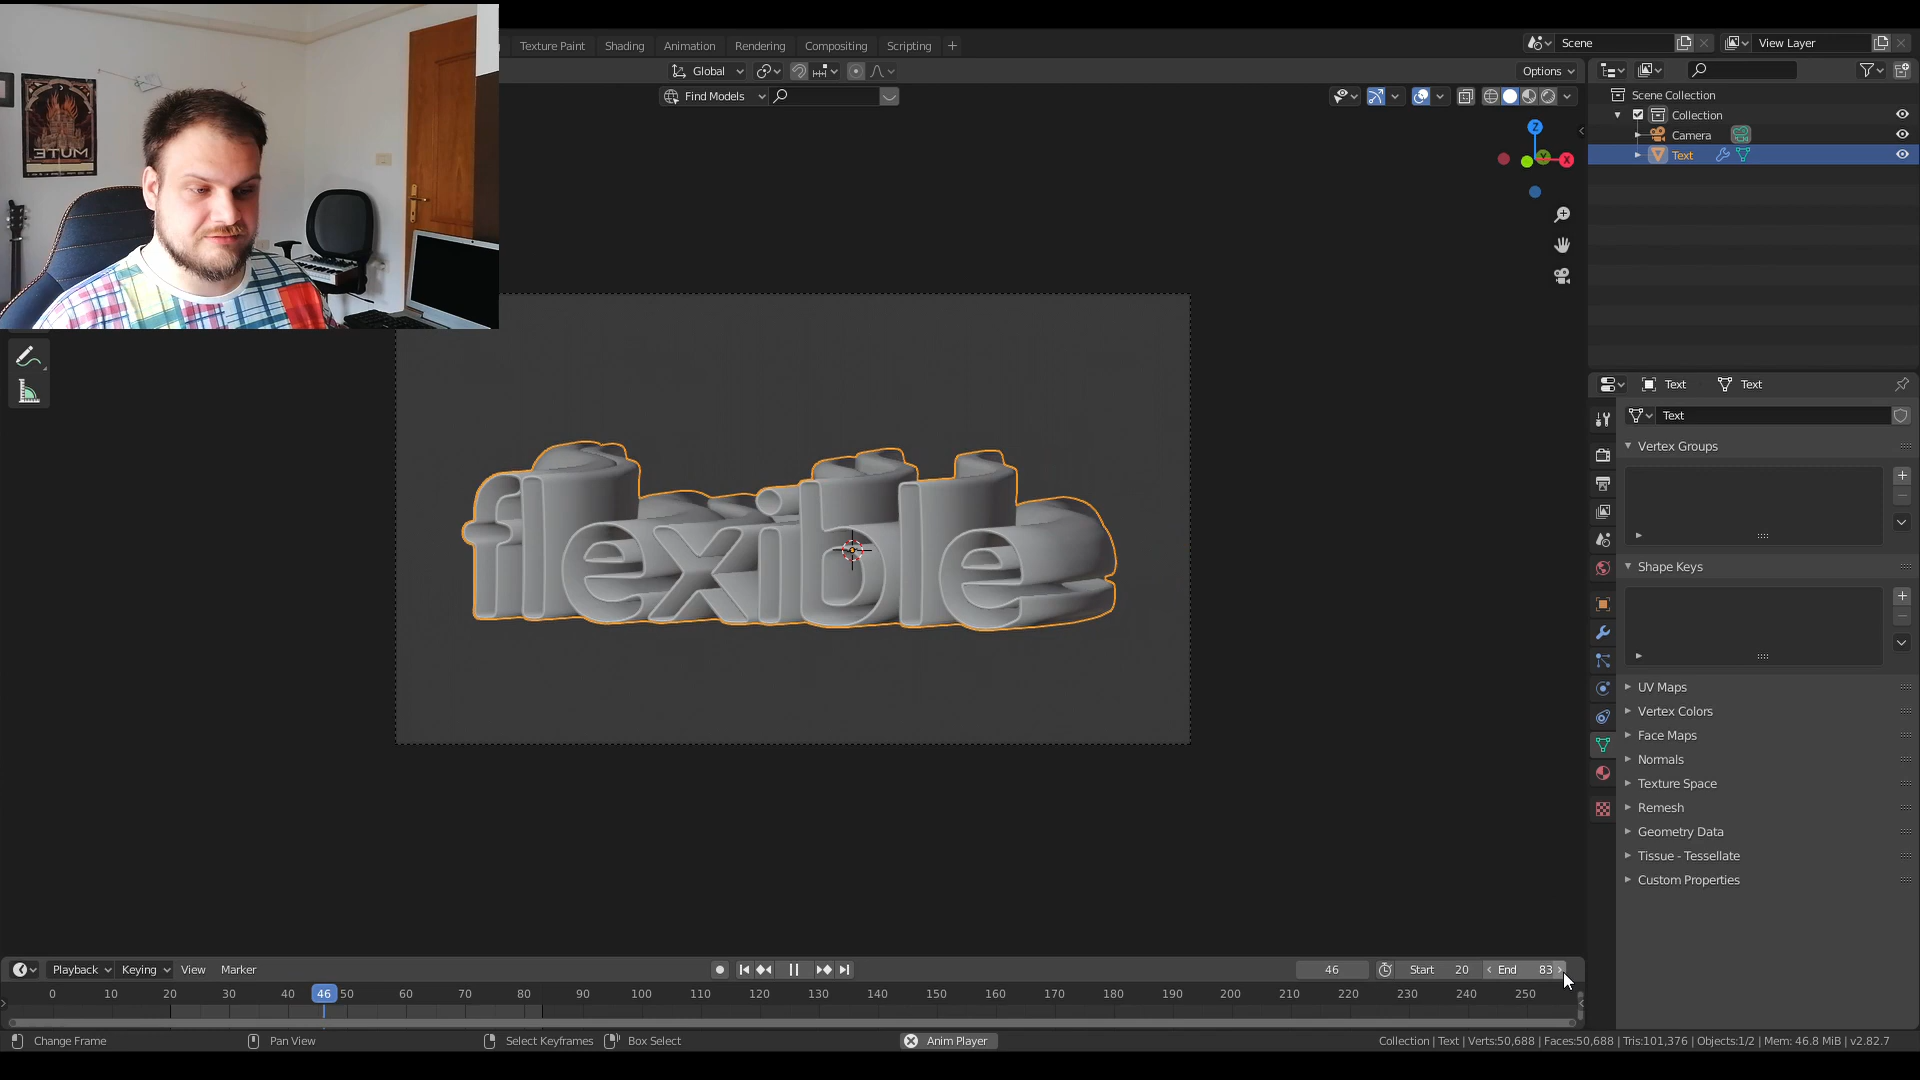 MUTE
Texture Paint Shading Animation Rendering Compositing Scripting
Scene View Layer
Global Options
Find Models
Scene Collection
Collection
Camera
Text
Z
X
Y
flexible
Text Text
Text
Vertex Groups
Shape Keys
UV Maps
Vertex Colors
Face Maps
Normals
Texture Space
Remesh
Geometry Data
Tissue - Tessellate
Custom Properties
Playback Keying View Marker 46 Start 20 End 83
0 10 20 30 40 46 50 60 70 80 90 100 110 120 130 140 150 160 170 180 190 200 210 220 230 240 250
Change Frame Pan View Select Keyframes Box Select Anim Player Collection | Text | Verts:50,688 | Faces:50,688 | Tris:101,376 | Objects:1/2 | Mem: 46.8 MiB | v2.82.7